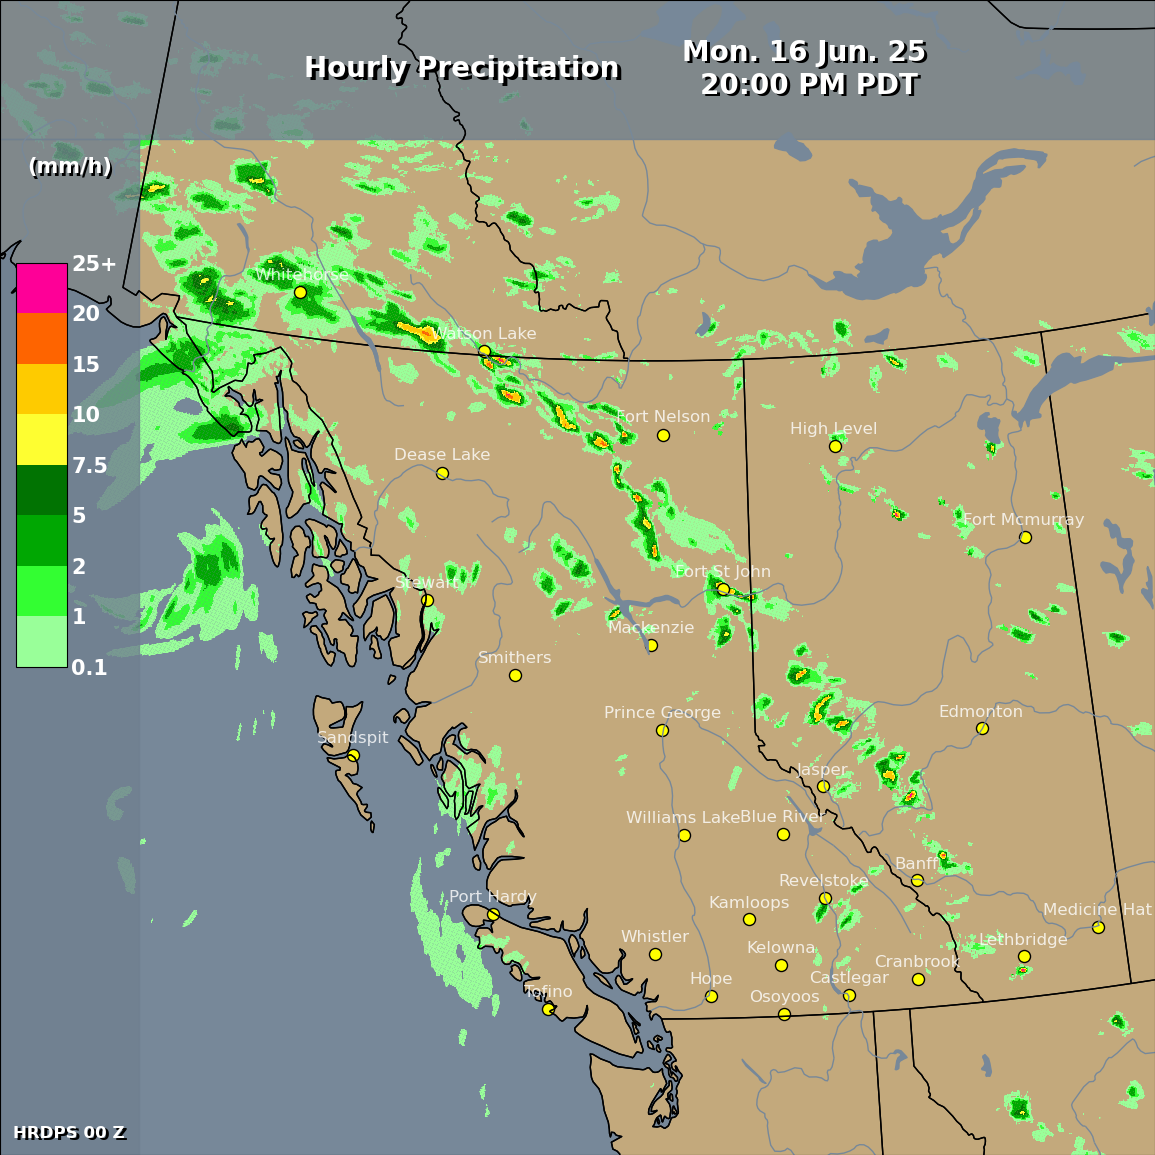 Hourly Precipitation
Mon. 16 Jun. 25
20:00 PM PDT
(mm/h)
25+
20
15
10
7.5
5
2
1
0.1
Whitehorse
Watson Lake
Fort Nelson
High Level
Dease Lake
Fort Mcmurray
Fort St John
Stewart
Mackenzie
Smithers
Prince George
Edmonton
Sandspit
Jasper
Williams Lake
Blue River
Banff
Revelstoke
Port Hardy
Kamloops
Medicine Hat
Whistler
Kelowna
Lethbridge
Cranbrook
Hope
Castlegar
Tofino
Osoyoos
HRDPS 00 Z